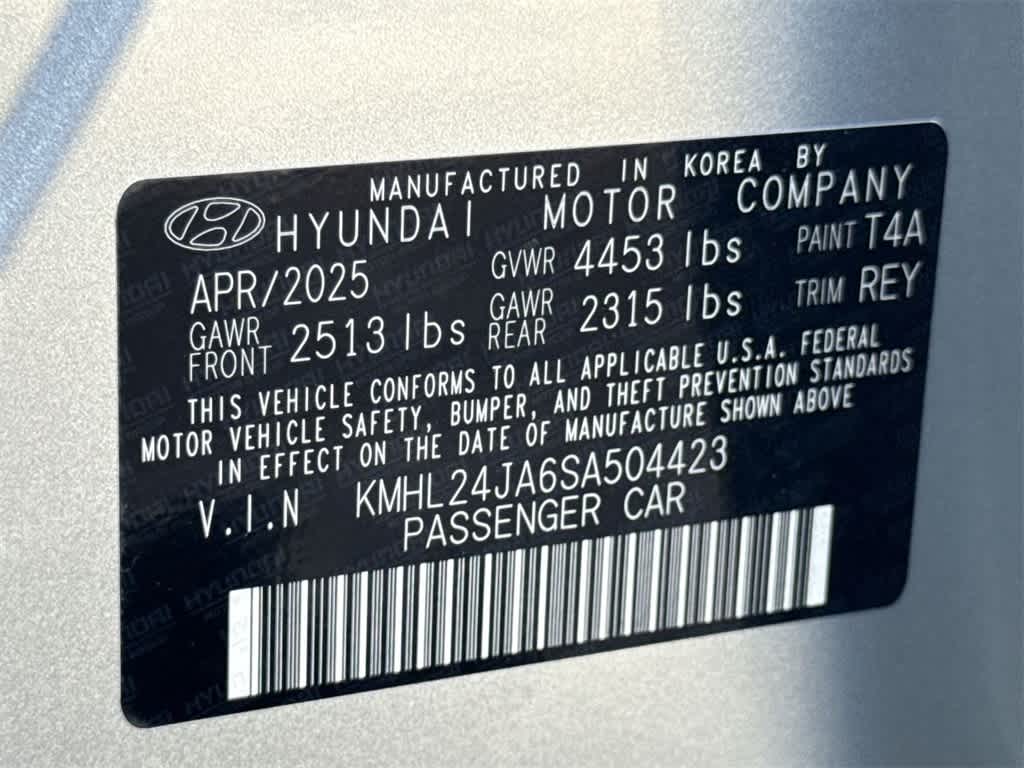 MANUFACTURED IN KOREA BY
HYUNDAI MOTOR COMPANY
APR/2025 GVWR 4453 lbs PAINT T4A
GAWR FRONT 2513 lbs GAWR REAR 2315 lbs TRIM REY
THIS VEHICLE CONFORMS TO ALL APPLICABLE U.S.A. FEDERAL
MOTOR VEHICLE SAFETY, BUMPER, AND THEFT PREVENTION STANDARDS
IN EFFECT ON THE DATE OF MANUFACTURE SHOWN ABOVE
V.I.N KMHL24JA6SA504423
PASSENGER CAR